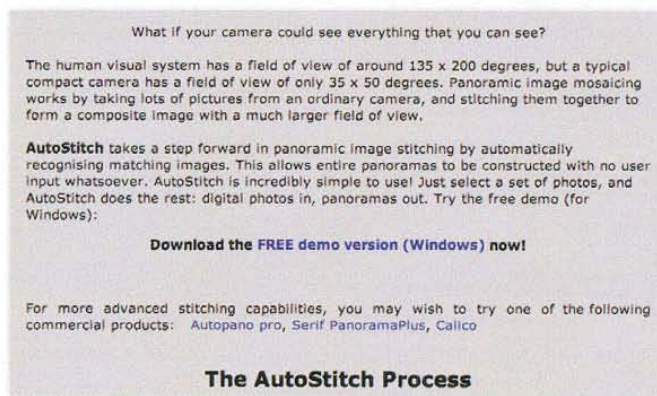 What if your camera could see everything that you can see?
The human visual system has a field of view of around 135 x 200 degrees, but a typical
compact camera has a field of view of only 35 x 50 degrees. Panoramic image mosaicing
works by taking lots of pictures from an ordinary camera, and stitching them together to
form a composite image with a much larger field of view.
AutoStitch takes a step forward in panoramic image stitching by automatically
recognising matching images. This allows entire panoramas to be constructed with no user
input whatsoever. AutoStitch is incredibly simple to use! Just select a set of photos, and
AutoStitch does the rest: digital photos in, panoramas out. Try the free demo (for
Windows):
Download the FREE demo version (Windows) now!
For more advanced stitching capabilities, you may wish to try one of the following
commercial products: Autopano pro, Serif PanoramaPlus, Calico
The AutoStitch Process